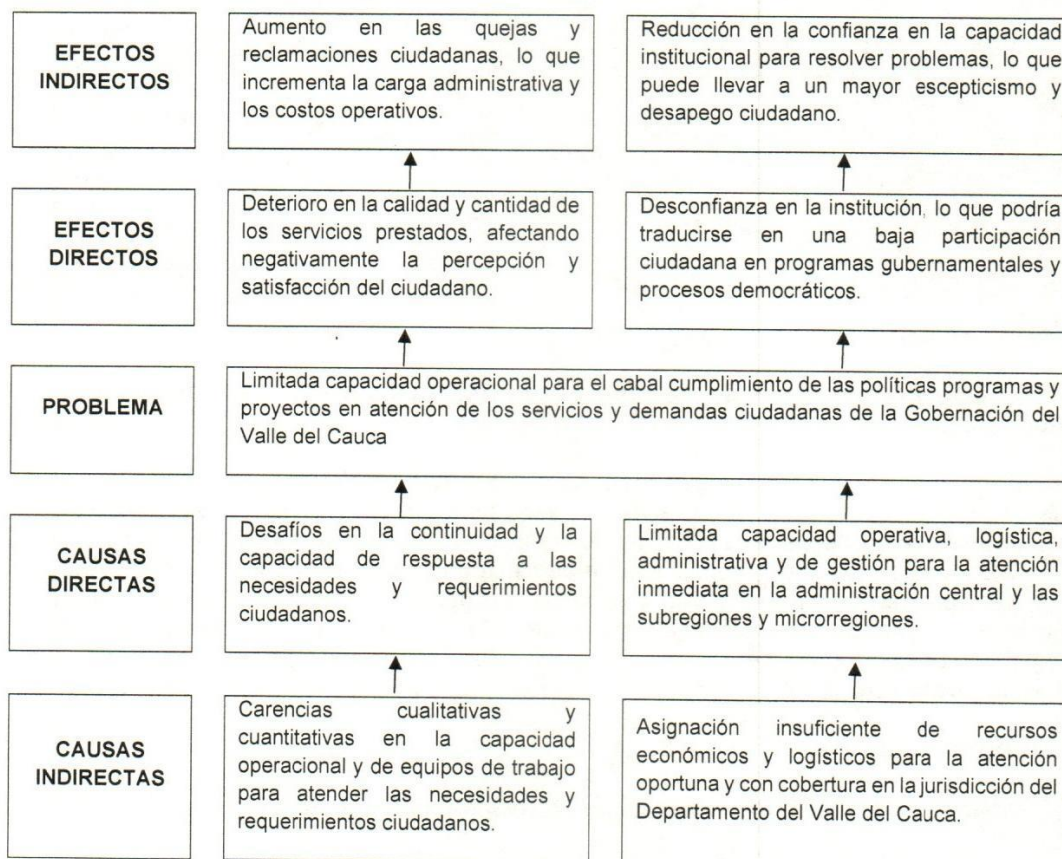 EFECTOS
INDIRECTOS
Aumento en las quejas y
reclamaciones ciudadanas, lo que
incrementa la carga administrativa y
los costos operativos.
Reducción en la confianza en la capacidad
institucional para resolver problemas, lo que
puede llevar a un mayor escepticismo y
desapego ciudadano.
EFECTOS
DIRECTOS
Deterioro en la calidad y cantidad de
los servicios prestados, afectando
negativamente la percepción y
satisfacción del ciudadano.
Desconfianza en la institución, lo que podría
traducirse en una baja participación
ciudadana en programas gubernamentales y
procesos democráticos.
PROBLEMA
Limitada capacidad operacional para el cabal cumplimiento de las políticas programas y
proyectos en atención de los servicios y demandas ciudadanas de la Gobernación del
Valle del Cauca
CAUSAS
DIRECTAS
Desafíos en la continuidad y la
capacidad de respuesta a las
necesidades y requerimientos
ciudadanos.
Limitada capacidad operativa, logística,
administrativa y de gestión para la atención
inmediata en la administración central y las
subregiones y microrregiones.
CAUSAS
INDIRECTAS
Carencias cualitativas y
cuantitativas en la capacidad
operacional y de equipos de trabajo
para atender las necesidades y
requerimientos ciudadanos.
Asignación insuficiente de recursos
económicos y logísticos para la atención
oportuna y con cobertura en la jurisdicción del
Departamento del Valle del Cauca.